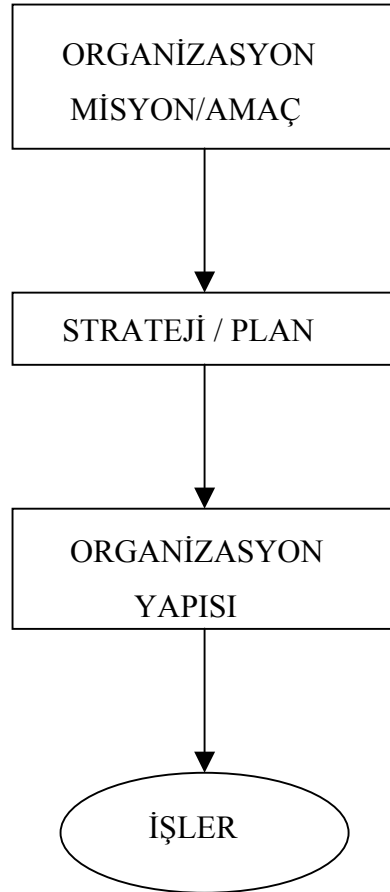 ORGANİZASYON
MİSYON/AMAÇ
STRATEJİ / PLAN
ORGANİZASYON
YAPISI
İŞLER